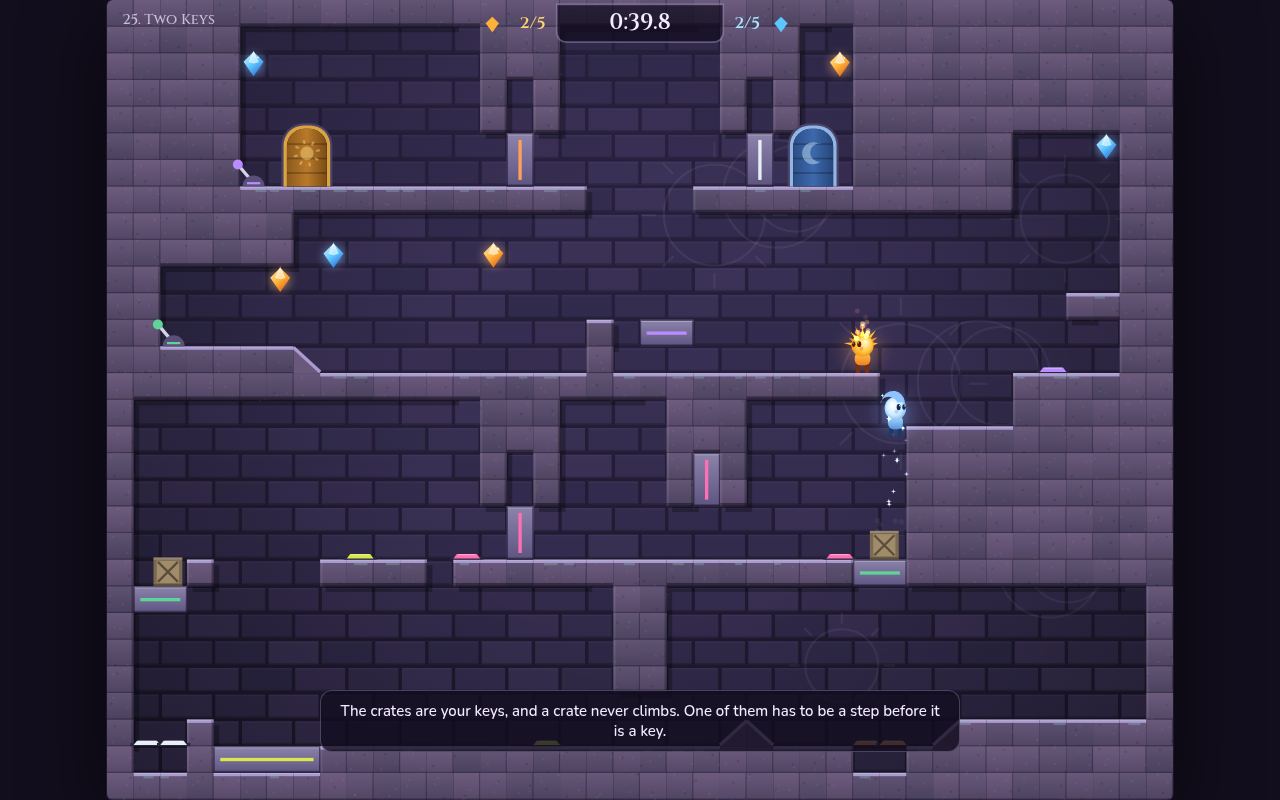 25. Two Keys
2/5
0:39.8
2/5
The crates are your keys, and a crate never climbs. One of them has to be a step before it
is a key.